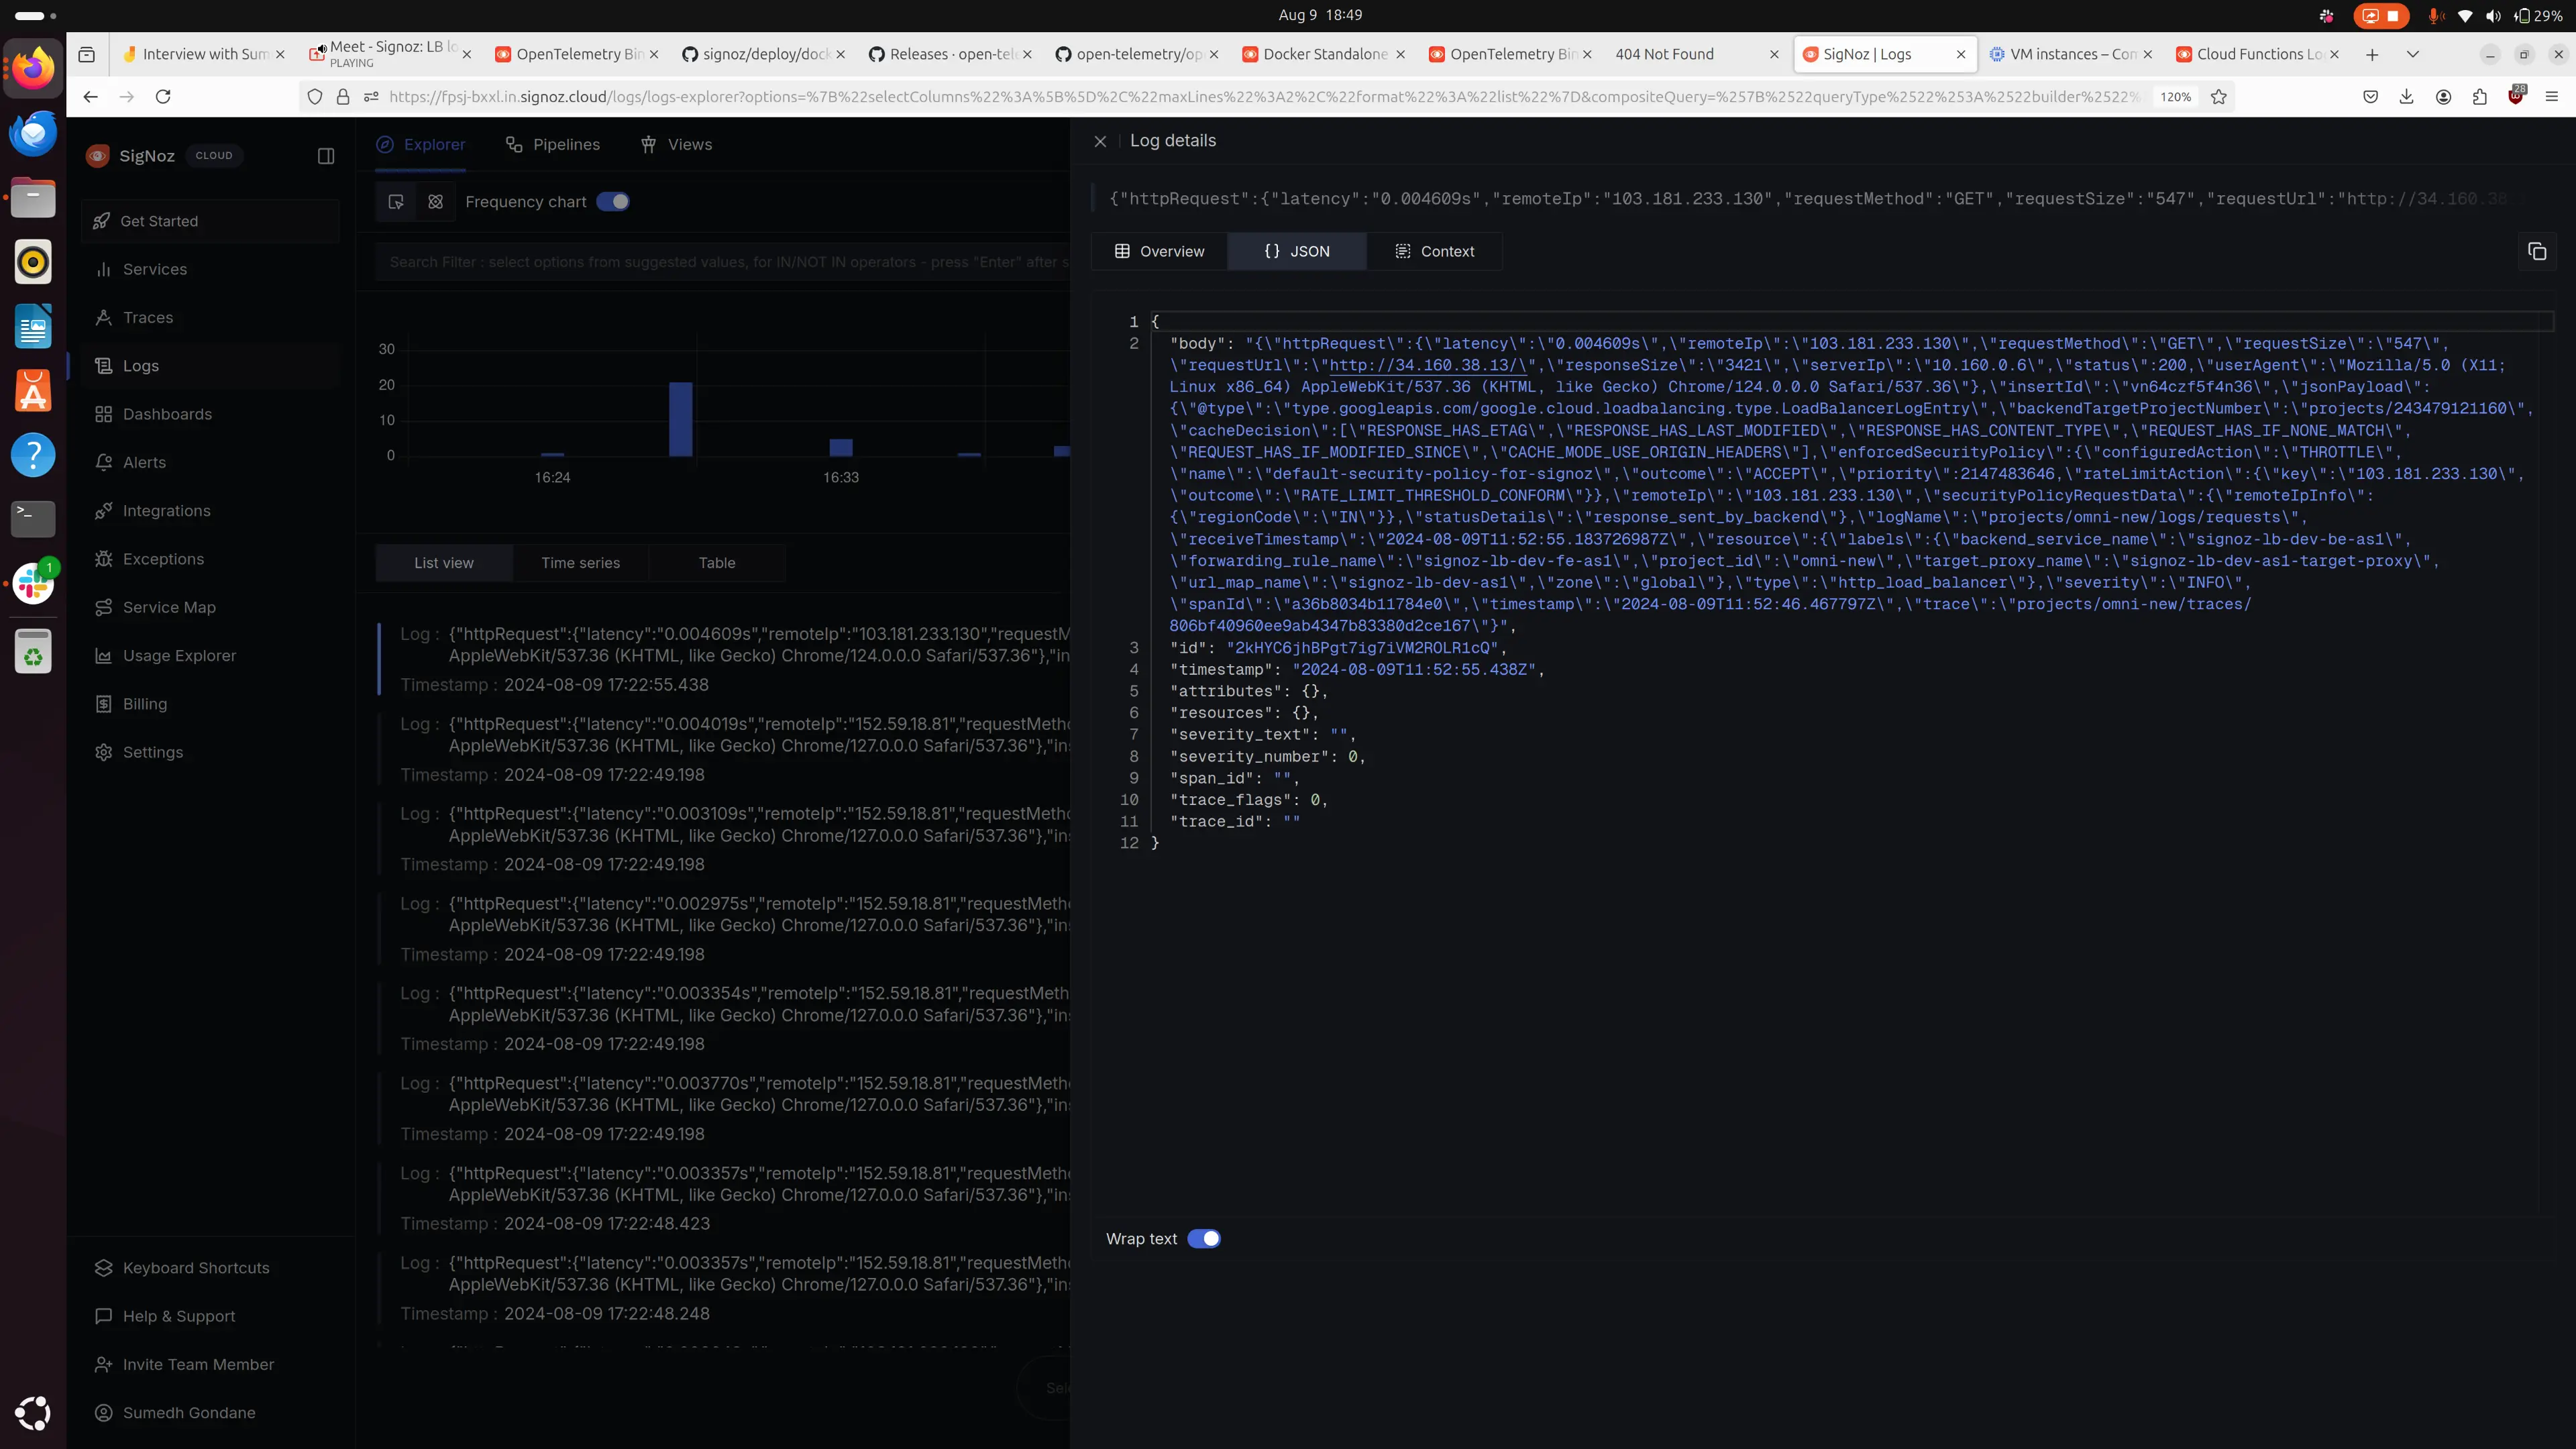 Aug 9 18:49
29%
Interview with Sum
Meet - Signoz: LB lo
PLAYING
OpenTelemetry Bin
signoz/deploy/dock
Releases · open-tele
open-telemetry/op
Docker Standalone
OpenTelemetry Bin
404 Not Found
SigNoz | Logs
VM instances – Com
Cloud Functions Lo
https://fpsj-bxxl.in.signoz.cloud/logs/logs-explorer?options=%7B%22selectColumns%22%3A%5B%5D%2C%22maxLines%22%3A2%2C%22format%22%3A%22list%22%7D&compositeQuery=%257B%2522queryType%2522%253A%2522builder%2522%
120%
28
SigNoz
CLOUD
Get Started
Services
Traces
Logs
Dashboards
Alerts
Integrations
Exceptions
Service Map
Usage Explorer
Billing
Settings
Keyboard Shortcuts
Help & Support
Invite Team Member
Sumedh Gondane
1
Explorer
Pipelines
Views
Frequency chart
Search Filter : select options from suggested values, for IN/NOT IN operators - press "Enter" after s
30
20
10
0
16:24
16:33
List view
Time series
Table
Log : {"httpRequest":{"latency":"0.004609s","remoteIp":"103.181.233.130","requestM
AppleWebKit/537.36 (KHTML, like Gecko) Chrome/124.0.0.0 Safari/537.36"},"in
Timestamp : 2024-08-09 17:22:55.438
Log : {"httpRequest":{"latency":"0.004019s","remoteIp":"152.59.18.81","requestMetho
AppleWebKit/537.36 (KHTML, like Gecko) Chrome/127.0.0.0 Safari/537.36"},"ins
Timestamp : 2024-08-09 17:22:49.198
Log : {"httpRequest":{"latency":"0.003109s","remoteIp":"152.59.18.81","requestMetho
AppleWebKit/537.36 (KHTML, like Gecko) Chrome/127.0.0.0 Safari/537.36"},"ins
Timestamp : 2024-08-09 17:22:49.198
Log : {"httpRequest":{"latency":"0.002975s","remoteIp":"152.59.18.81","requestMetho
AppleWebKit/537.36 (KHTML, like Gecko) Chrome/127.0.0.0 Safari/537.36"},"ins
Timestamp : 2024-08-09 17:22:49.198
Log : {"httpRequest":{"latency":"0.003354s","remoteIp":"152.59.18.81","requestMetho
AppleWebKit/537.36 (KHTML, like Gecko) Chrome/127.0.0.0 Safari/537.36"},"ins
Timestamp : 2024-08-09 17:22:49.198
Log : {"httpRequest":{"latency":"0.003770s","remoteIp":"152.59.18.81","requestMetho
AppleWebKit/537.36 (KHTML, like Gecko) Chrome/127.0.0.0 Safari/537.36"},"ins
Timestamp : 2024-08-09 17:22:49.198
Log : {"httpRequest":{"latency":"0.003357s","remoteIp":"152.59.18.81","requestMetho
AppleWebKit/537.36 (KHTML, like Gecko) Chrome/127.0.0.0 Safari/537.36"},"ins
Timestamp : 2024-08-09 17:22:48.423
Log : {"httpRequest":{"latency":"0.003357s","remoteIp":"152.59.18.81","requestMetho
AppleWebKit/537.36 (KHTML, like Gecko) Chrome/127.0.0.0 Safari/537.36"},"ins
Timestamp : 2024-08-09 17:22:48.248
Log details
{"httpRequest":{"latency":"0.004609s","remoteIp":"103.181.233.130","requestMethod":"GET","requestSize":"547","requestUrl":"http://34.160.38
Overview
{} JSON
Context
1 {
2 "body": "{\"httpRequest\":{\"latency\":\"0.004609s\",\"remoteIp\":\"103.181.233.130\",\"requestMethod\":\"GET\",\"requestSize\":\"547\",
\"requestUrl\":\"http://34.160.38.13/\",\"responseSize\":\"3421\",\"serverIp\":\"10.160.0.6\",\"status\":200,\"userAgent\":\"Mozilla/5.0 (X11;
Linux x86_64) AppleWebKit/537.36 (KHTML, like Gecko) Chrome/124.0.0.0 Safari/537.36\"},\"insertId\":\"vn64czf5f4n36\",\"jsonPayload\":
{\"@type\":\"type.googleapis.com/google.cloud.loadbalancing.type.LoadBalancerLogEntry\",\"backendTargetProjectNumber\":\"projects/243479121160\",
\"cacheDecision\":[\"RESPONSE_HAS_ETAG\",\"RESPONSE_HAS_LAST_MODIFIED\",\"RESPONSE_HAS_CONTENT_TYPE\",\"REQUEST_HAS_IF_NONE_MATCH\",
\"REQUEST_HAS_IF_MODIFIED_SINCE\",\"CACHE_MODE_USE_ORIGIN_HEADERS\"],\"enforcedSecurityPolicy\":{\"configuredAction\":\"THROTTLE\",
\"name\":\"default-security-policy-for-signoz\",\"outcome\":\"ACCEPT\",\"priority\":2147483646,\"rateLimitAction\":{\"key\":\"103.181.233.130\",
\"outcome\":\"RATE_LIMIT_THRESHOLD_CONFORM\"}},\"remoteIp\":\"103.181.233.130\",\"securityPolicyRequestData\":{\"remoteIpInfo\":
{\"regionCode\":\"IN\"}},\"statusDetails\":\"response_sent_by_backend\"},\"logName\":\"projects/omni-new/logs/requests\",
\"receiveTimestamp\":\"2024-08-09T11:52:55.183726987Z\",\"resource\":{\"labels\":{\"backend_service_name\":\"signoz-lb-dev-be-as1\",
\"forwarding_rule_name\":\"signoz-lb-dev-fe-as1\",\"project_id\":\"omni-new\",\"target_proxy_name\":\"signoz-lb-dev-as1-target-proxy\",
\"url_map_name\":\"signoz-lb-dev-as1\",\"zone\":\"global\"},\"type\":\"http_load_balancer\"},\"severity\":\"INFO\",
\"spanId\":\"a36b8034b11784e0\",\"timestamp\":\"2024-08-09T11:52:46.467797Z\",\"trace\":\"projects/omni-new/traces/
806bf40960ee9ab4347b83380d2ce167\"}",
3 "id": "2kHYC6jhBPgt7ig7iVM2ROLR1cQ",
4 "timestamp": "2024-08-09T11:52:55.438Z",
5 "attributes": {},
6 "resources": {},
7 "severity_text": "",
8 "severity_number": 0,
9 "span_id": "",
10 "trace_flags": 0,
11 "trace_id": ""
12 }
Wrap text